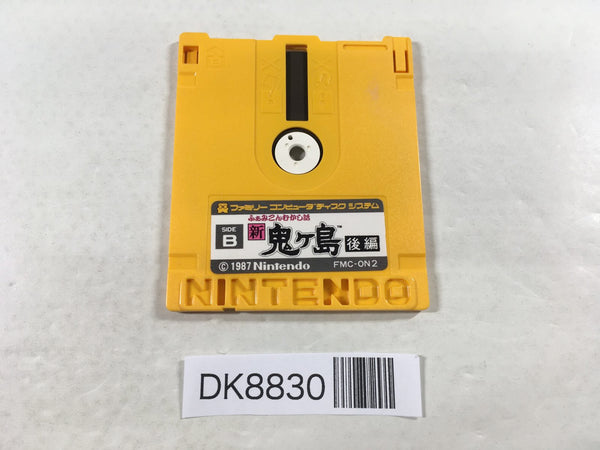 ファミリー コンピュータ ディスク システム
ふぁみこんむかし話
SIDE B
新 鬼ヶ島™ 後編
© 1987 Nintendo FMC-ON2
NINTENDO
DK8830